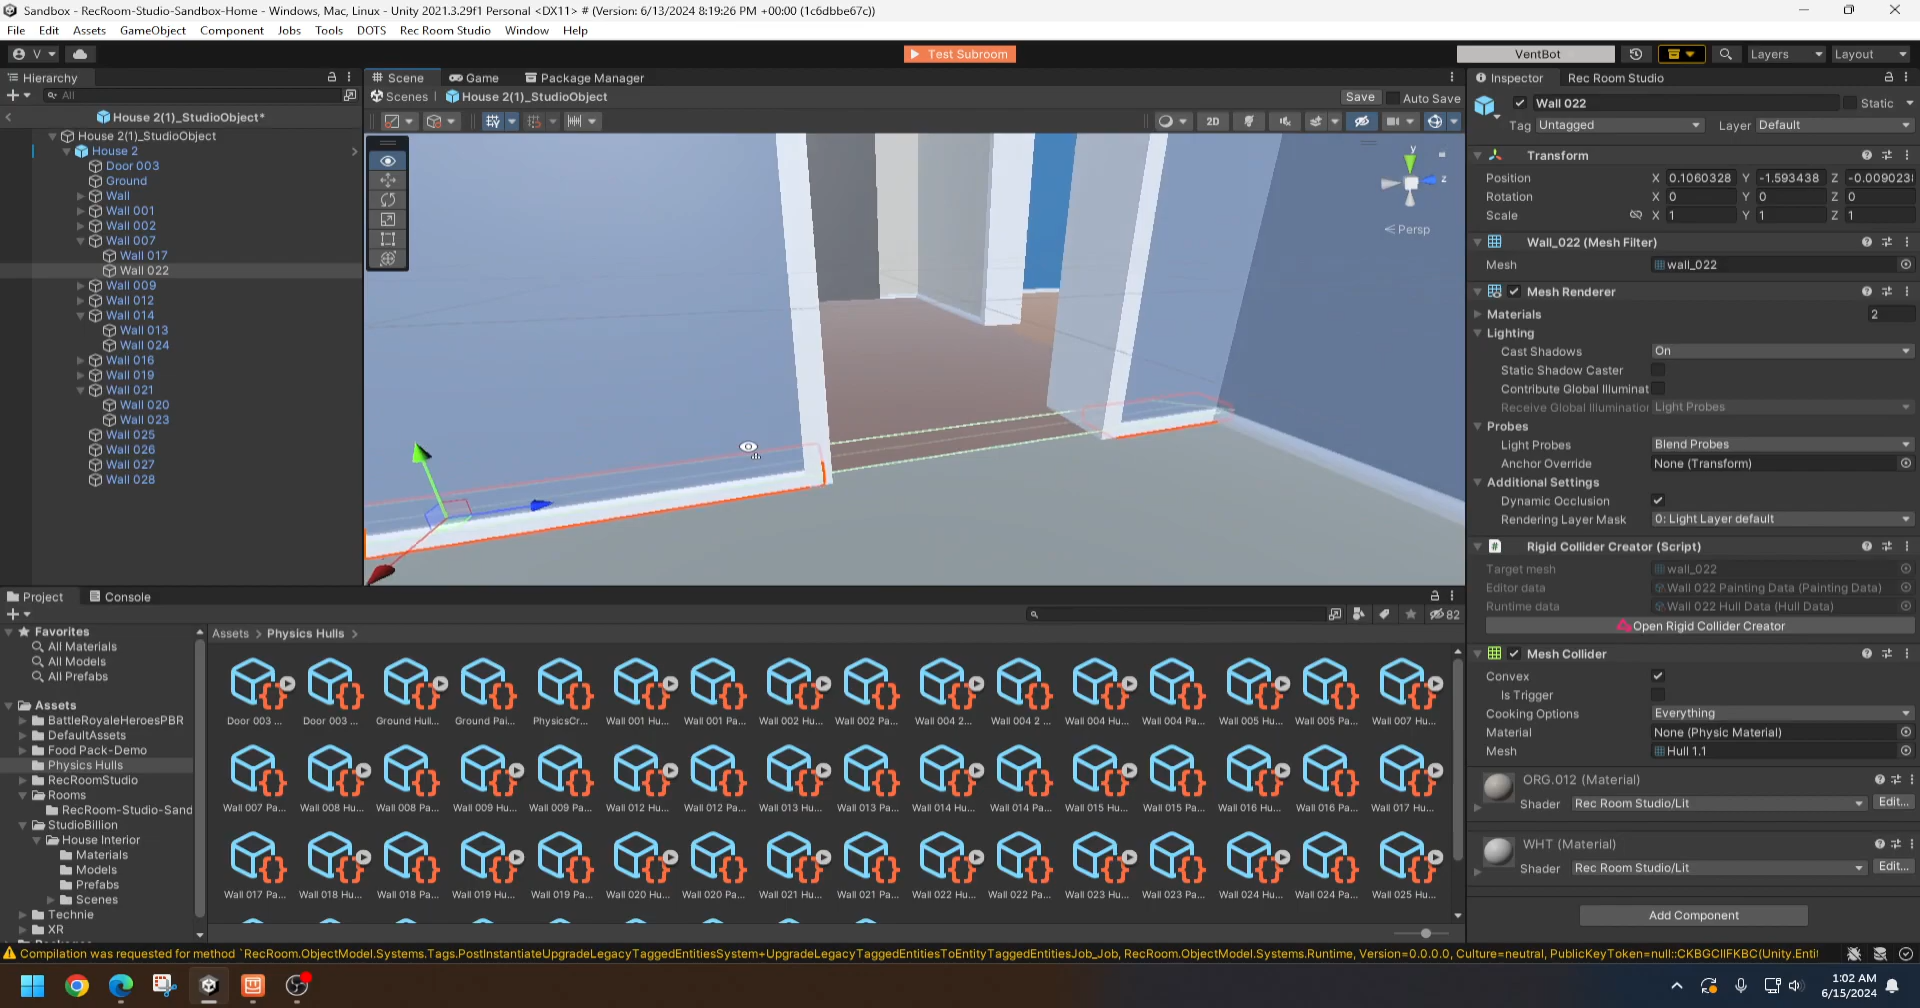 Sandbox - RecRoom-Studio-Sandbox-Home - Windows, Mac, Linux - Unity 2021.3.29f1 Personal <DX11> # (Version: 6/13/2024 8:19:26 PM +00:00 (1c6dbbe67c))
File Edit Assets GameObject Component Jobs Tools DOTS Rec Room Studio Window Help
V
Test Subroom
VentBot
Layers
Layout
Hierarchy
All
House 2(1)_StudioObject*
House 2(1)_StudioObject
House 2
Door 003
Ground
Wall
Wall 001
Wall 002
Wall 007
Wall 017
Wall 022
Wall 009
Wall 012
Wall 014
Wall 013
Wall 024
Wall 016
Wall 019
Wall 021
Wall 020
Wall 023
Wall 025
Wall 026
Wall 027
Wall 028
Scene Game Package Manager
Scenes House 2(1)_StudioObject
Save Auto Save
2D
y
z
Persp
Inspector Rec Room Studio
Wall 022 Static
Tag Untagged Layer Default
Transform
Position X 0.1060328 Y -1.593438 Z -0.009023
Rotation X 0 Y 0 Z 0
Scale X 1 Y 1 Z 1
Wall_022 (Mesh Filter)
Mesh wall_022
Mesh Renderer
Materials 2
Lighting
Cast Shadows On
Static Shadow Caster
Contribute Global Illuminat
Receive Global Illumination Light Probes
Probes
Light Probes Blend Probes
Anchor Override None (Transform)
Additional Settings
Dynamic Occlusion
Rendering Layer Mask 0: Light Layer default
# Rigid Collider Creator (Script)
Target mesh wall_022
Editor data Wall 022 Painting Data (Painting Data)
Runtime data Wall 022 Hull Data (Hull Data)
Open Rigid Collider Creator
Mesh Collider
Convex
Is Trigger
Cooking Options Everything
Material None (Physic Material)
Mesh Hull 1.1
ORG.012 (Material)
Shader Rec Room Studio/Lit Edit...
WHT (Material)
Shader Rec Room Studio/Lit Edit...
Add Component
Project Console
82
Favorites
All Materials
All Models
All Prefabs
Assets
BattleRoyaleHeroesPBR
DefaultAssets
Food Pack-Demo
Physics Hulls
RecRoomStudio
Rooms
RecRoom-Studio-Sand
StudioBillion
House Interior
Materials
Models
Prefabs
Scenes
Technie
XR
Assets > Physics Hulls >
Door 003 ... Door 003 ... Ground Hull... Ground Pai... PhysicsCr... Wall 001 Hu... Wall 001 Pa... Wall 002 Hu... Wall 002 Pa... Wall 004 2 ... Wall 004 2 ... Wall 004 Hu... Wall 004 Pa... Wall 005 Hu... Wall 005 Pa... Wall 007 Hu...
Wall 007 Pa... Wall 008 Hu... Wall 008 Pa... Wall 009 Hu... Wall 009 Pa... Wall 012 Hu... Wall 012 Pa... Wall 013 Hu... Wall 013 Pa... Wall 014 Hu... Wall 014 Pa... Wall 015 Hu... Wall 015 Pa... Wall 016 Hu... Wall 016 Pa... Wall 017 Hu...
Wall 017 Pa... Wall 018 Hu... Wall 018 Pa... Wall 019 Hu... Wall 019 Pa... Wall 020 Hu... Wall 020 Pa... Wall 021 Hu... Wall 021 Pa... Wall 022 Hu... Wall 022 Pa... Wall 023 Hu... Wall 023 Pa... Wall 024 Hu... Wall 024 Pa... Wall 025 Hu...
Compilation was requested for method `RecRoom.ObjectModel.Systems.Tags.PostInstantiateUpgradeLegacyTaggedEntitiesSystem+UpgradeLegacyTaggedEntitiesToEntityTaggedEntitiesJob_Job, RecRoom.ObjectModel.Systems.Runtime, Version=0.0.0.0, Culture=neutral, PublicKeyToken=null::CKBGCIIFKBC(Unity.Enti
1:02 AM
6/15/2024